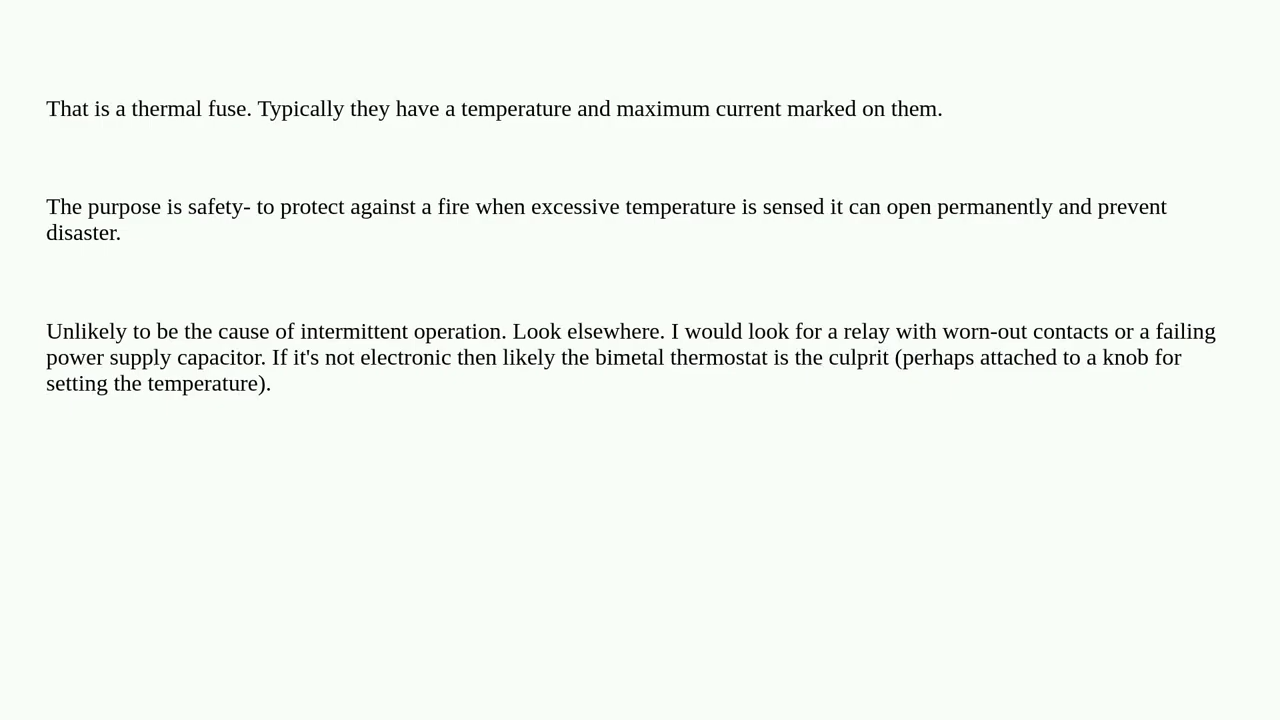 That is a thermal fuse. Typically they have a temperature and maximum current marked on them.
The purpose is safety- to protect against a fire when excessive temperature is sensed it can open permanently and prevent
disaster.
Unlikely to be the cause of intermittent operation. Look elsewhere. I would look for a relay with worn-out contacts or a failing
power supply capacitor. If it's not electronic then likely the bimetal thermostat is the culprit (perhaps attached to a knob for
setting the temperature).